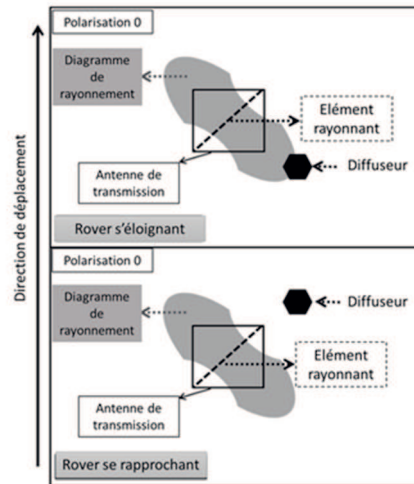 Direction de déplacement
Polarisation 0
Diagramme
de
rayonnement
Elément
rayonnant
Diffuseur
Antenne de
transmission
Rover s'éloignant
Polarisation 0
Diagramme
de
rayonnement
Diffuseur
Elément
rayonnant
Antenne de
transmission
Rover se rapprochant